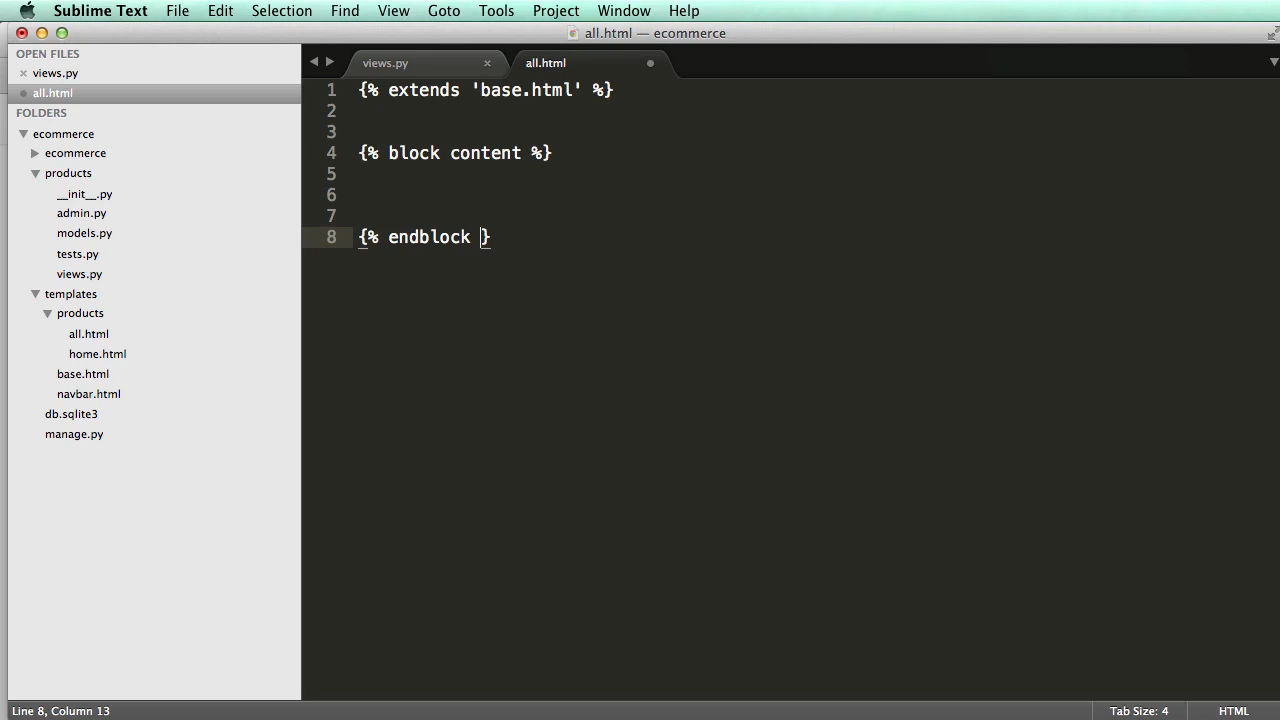 Sublime Text File Edit Selection Find View Goto Tools Project Window Help
all.html — ecommerce
OPEN FILES
views.py
all.html
FOLDERS
ecommerce
ecommerce
products
__init__.py
admin.py
models.py
tests.py
views.py
templates
products
all.html
home.html
base.html
navbar.html
db.sqlite3
manage.py
views.py all.html
1 {% extends 'base.html' %}
2
3
4 {% block content %}
5
6
7
8 {% endblock }
Line 8, Column 13 Tab Size: 4 HTML